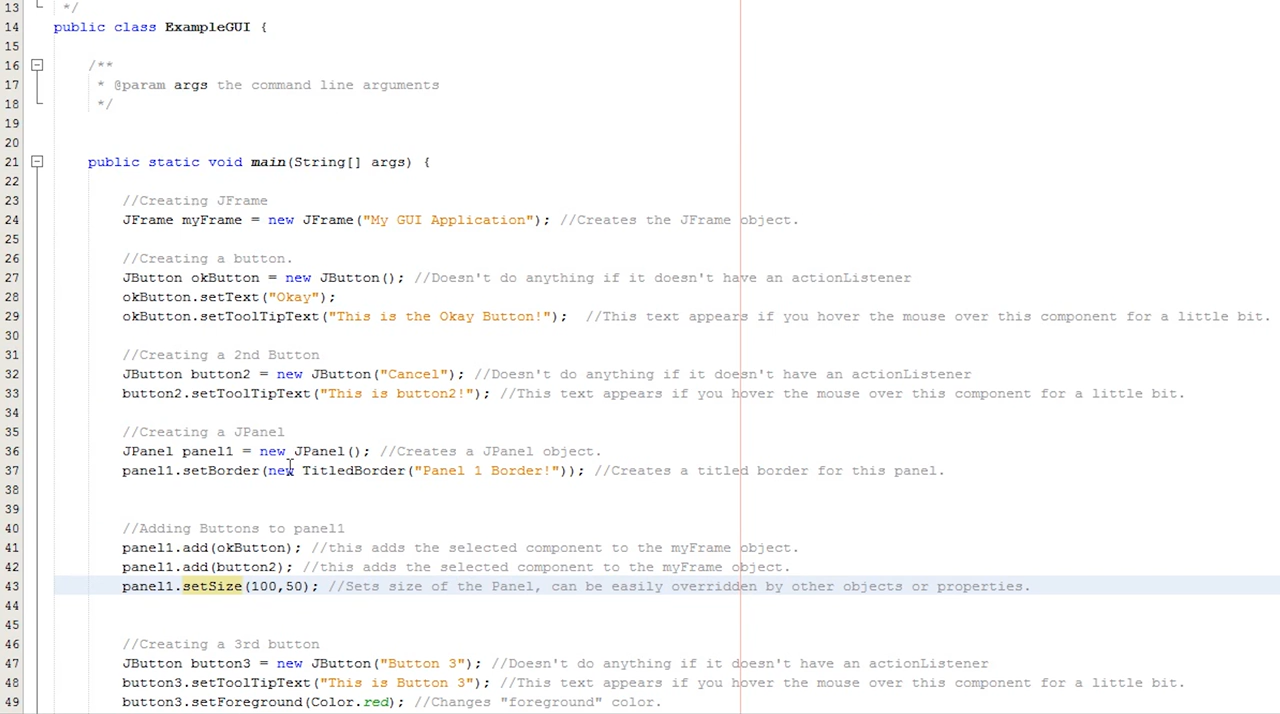 13 */
14 public class ExampleGUI {
15
16 /**
17 * @param args the command line arguments
18 */
19
20
21 public static void main(String[] args) {
22
23 //Creating JFrame
24 JFrame myFrame = new JFrame("My GUI Application"); //Creates the JFrame object.
25
26 //Creating a button.
27 JButton okButton = new JButton(); //Doesn't do anything if it doesn't have an actionListener
28 okButton.setText("Okay");
29 okButton.setToolTipText("This is the Okay Button!"); //This text appears if you hover the mouse over this component for a little bit.
30
31 //Creating a 2nd Button
32 JButton button2 = new JButton("Cancel"); //Doesn't do anything if it doesn't have an actionListener
33 button2.setToolTipText("This is button2!"); //This text appears if you hover the mouse over this component for a little bit.
34
35 //Creating a JPanel
36 JPanel panel1 = new JPanel(); //Creates a JPanel object.
37 panel1.setBorder(new TitledBorder("Panel 1 Border!")); //Creates a titled border for this panel.
38
39
40 //Adding Buttons to panel1
41 panel1.add(okButton); //this adds the selected component to the myFrame object.
42 panel1.add(button2); //this adds the selected component to the myFrame object.
43 panel1.setSize(100,50); //Sets size of the Panel, can be easily overridden by other objects or properties.
44
45
46 //Creating a 3rd button
47 JButton button3 = new JButton("Button 3"); //Doesn't do anything if it doesn't have an actionListener
48 button3.setToolTipText("This is Button 3"); //This text appears if you hover the mouse over this component for a little bit.
49 button3.setForeground(Color.red); //Changes "foreground" color.